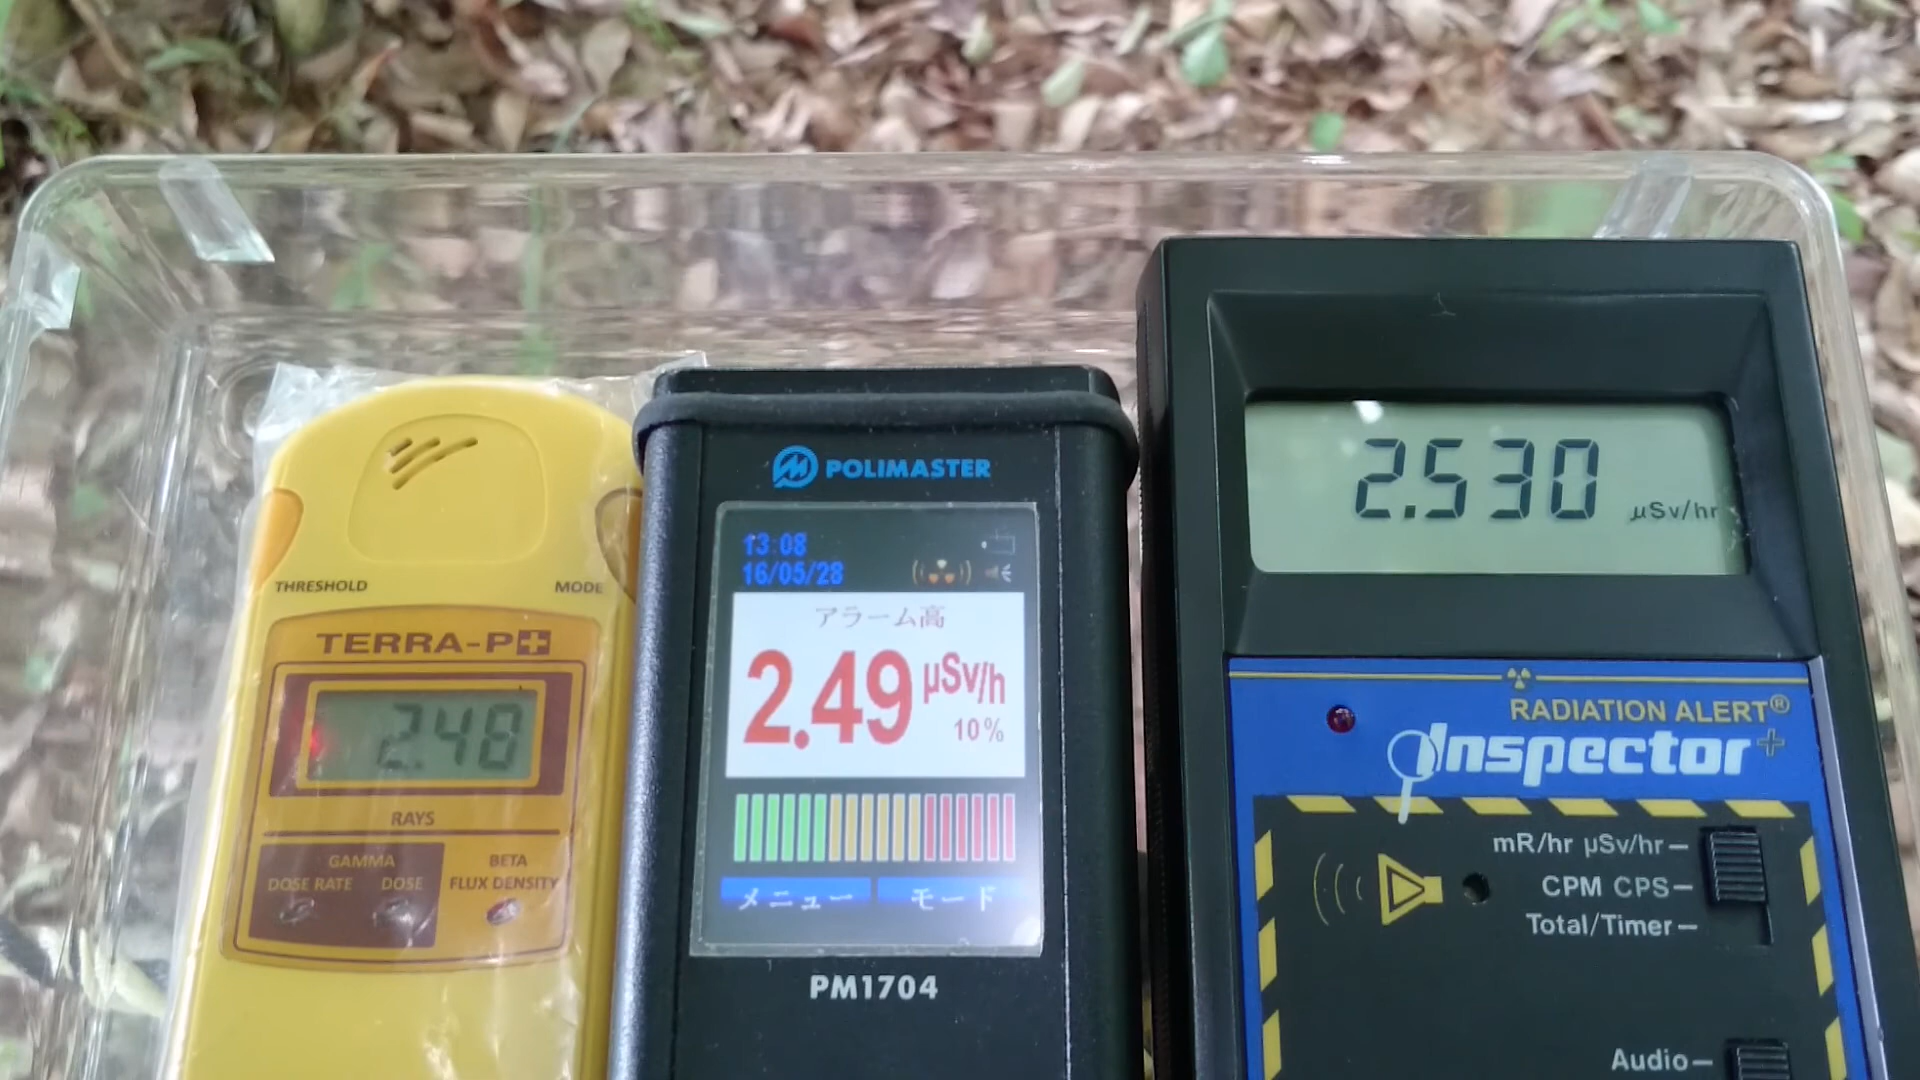 THRESHOLD MODE
TERRA-P+
2.48
RAYS
GAMMA
DOSE RATE DOSE
BETA
FLUX DENSITY
POLIMASTER
13:08
16/05/28
アラーム高
2.49 µSv/h
10%
メニュー モード
PM1704
2.530 µSv/hr
RADIATION ALERT®
Inspector+
mR/hr µSv/hr
CPM CPS
Total/Timer
Audio